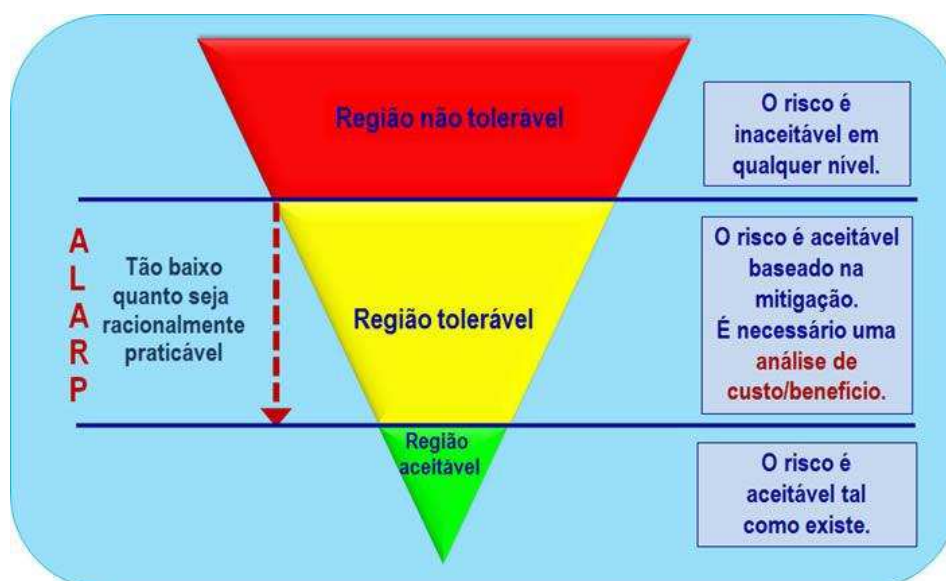 Região não tolerável
O risco é
inaceitável em
qualquer nível.
A
L
A
R
P
Tão baixo
quanto seja
racionalmente
praticável
Região tolerável
O risco é aceitável
baseado na
mitigação.
É necessário uma
análise de
custo/benefício.
Região
aceitável
O risco é
aceitável tal
como existe.